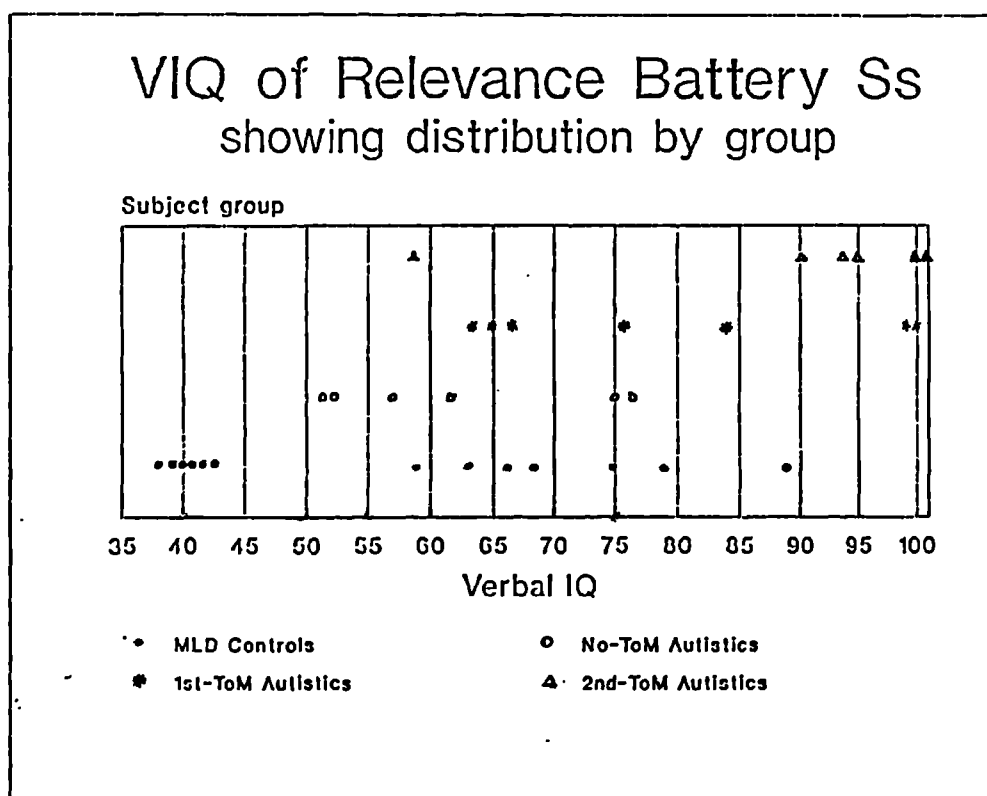 VIQ of Relevance Battery Ss
showing distribution by group
Subject group
35 40 45 50 55 60 65 70 75 80 85 90 95 100
Verbal IQ
MLD Controls
No-ToM Autistics
1st-ToM Autistics
2nd-ToM Autistics